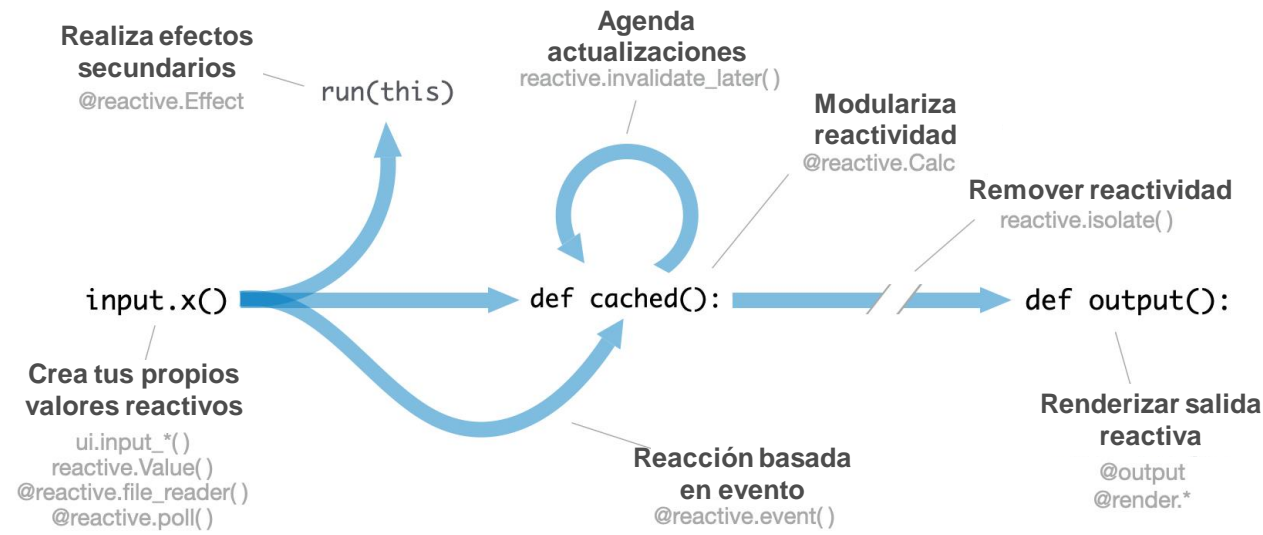 Realiza efectos
secundarios
@reactive.Effect
run(this)
Agenda
actualizaciones
reactive.invalidate_later( )
Modulariza
reactividad
@reactive.Calc
Remover reactividad
reactive.isolate( )
input.x()
def cached():
def output():
Crea tus propios
valores reactivos
ui.input_*( )
reactive.Value( )
@reactive.file_reader( )
@reactive.poll( )
Reacción basada
en evento
@reactive.event( )
Renderizar salida
reactiva
@output
@render.*